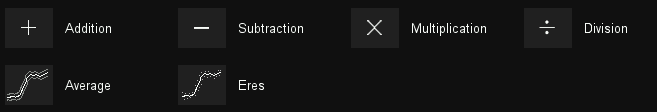 Addition Subtraction Multiplication Division
Average Eres